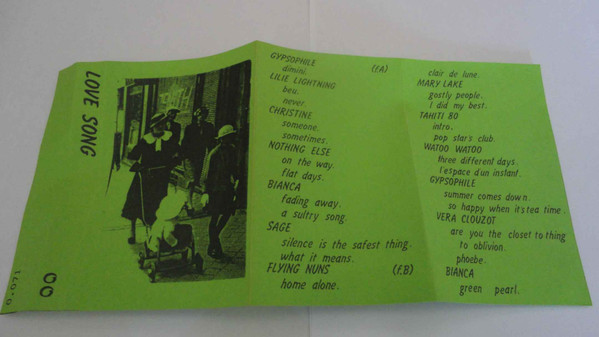 LOVE SONG
GYPSOPHILE (f.A)
dimini.
LILIE LIGHTNING
beu.
never.
CHRISTINE
someone.
sometimes.
NOTHING ELSE
on the way.
flat days.
BIANCA
fading away.
a sultry song.
SAGE
silence is the safest thing.
what it means.
FLYING NUNS (f.B)
home alone.
clair de lune.
MARY LAKE
gostly people.
I did my best.
TAHITI 80
intro.
pop stars club.
WATOO WATOO
three different days.
l'espace d'un instant.
GYPSOPHILE
summer comes down.
so happy when it's tea time.
VERA CLOUZOT
are you the closet to thing
to oblivion.
phoebe.
BIANCA
green pearl.